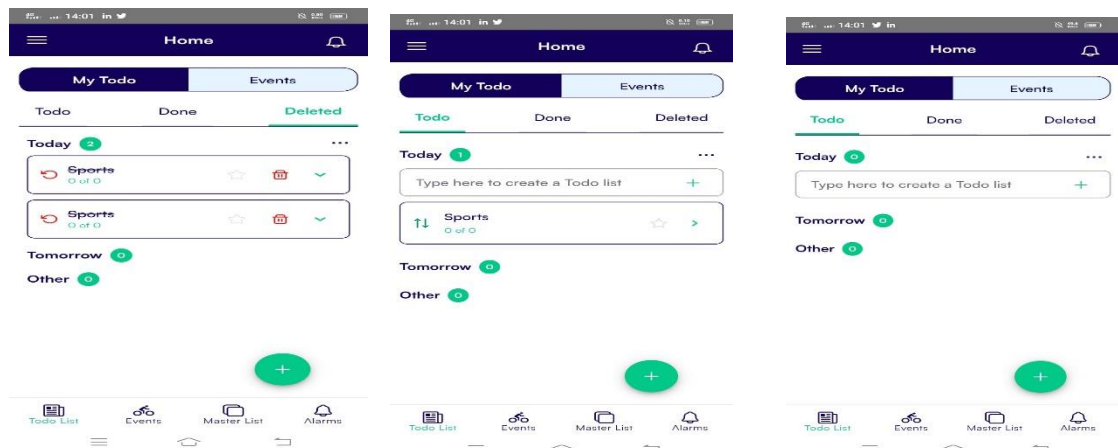 14:01 in
Home
My Todo Events
Todo Done Deleted
Today 2 ...
Sports
0 of 0
Sports
0 of 0
Tomorrow 0
Other 0
+
Todo List Events Master List Alarms
14:01 in
Home
My Todo Events
Todo Done Deleted
Today 1 ...
Type here to create a Todo list +
Sports
0 of 0
Tomorrow 0
Other 0
+
Todo List Events Master List Alarms
14:01 in
Home
My Todo Events
Todo Done Deleted
Today 0 ...
Type here to create a Todo list +
Tomorrow 0
Other 0
+
Todo List Events Master List Alarms